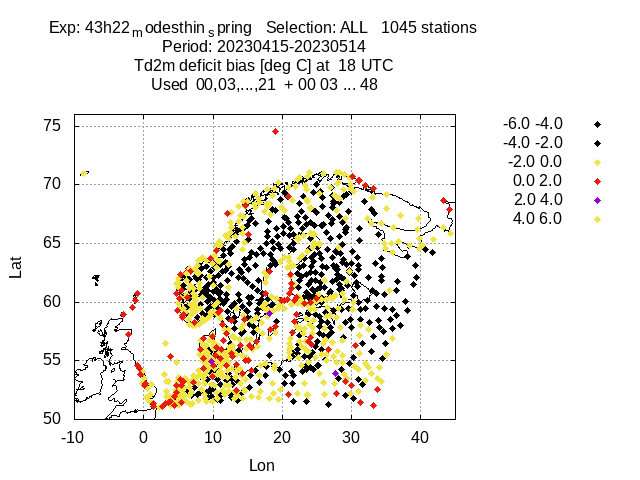 Exp: 43h22modesthinspring   Selection: ALL   1045 stations
Period: 20230415-20230514
Td2m deficit bias [deg C] at  18 UTC
Used  00,03,...,21  + 00 03 ... 48
-6.0 -4.0
-4.0 -2.0
-2.0 0.0
0.0 2.0
2.0 4.0
4.0 6.0
75
70
65
60
55
50
Lat
-10 0 10 20 30 40
Lon